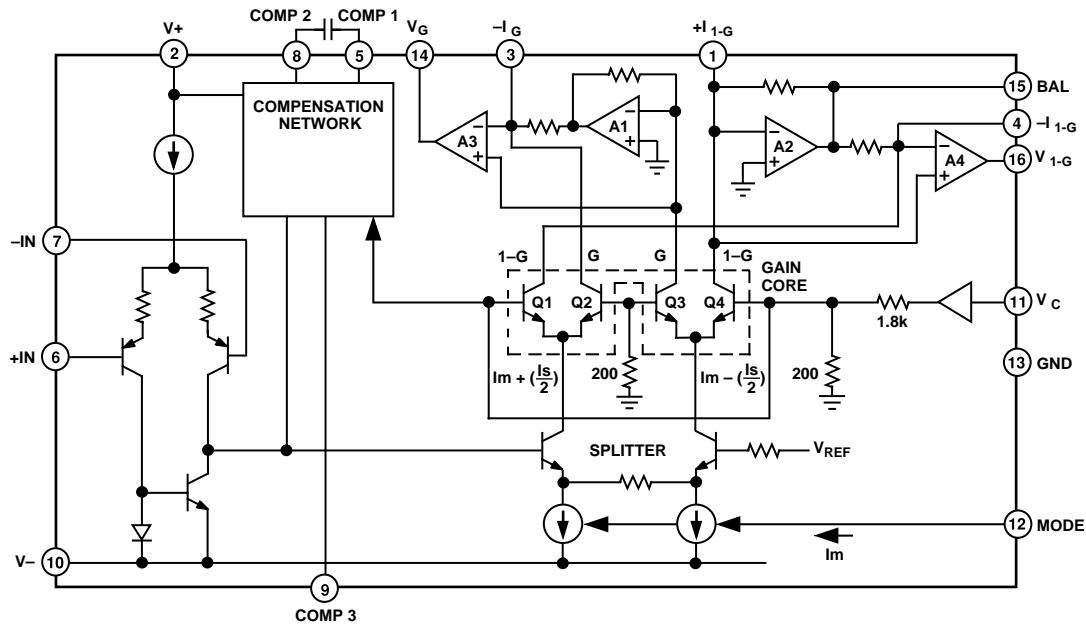 COMP 2 COMP 1
V+ VG –IG +I1-G
2 8 5 14 3 1
15 BAL
COMPENSATION
NETWORK
A3 – +
A1 – +
A2 – +
A4 – +
4 –I1-G
16 V1-G
–IN
7
1–G G G 1–G
GAIN
CORE
Q1 Q2 Q3 Q4
11 VC
1.8k
+IN
6
13 GND
Im + (Is/2) 200 Im – (Is/2) 200
SPLITTER
VREF
12 MODE
Im
V– 10
9
COMP 3